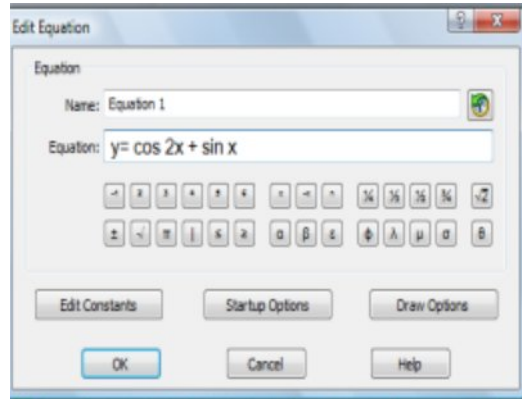 Edit Equation
Equation
Name: Equation 1
Equation: y= cos 2x + sin x
± √ π | ≤ ≥ α β ε φ λ μ σ θ
Edit Constants Startup Options Draw Options
OK Cancel Help